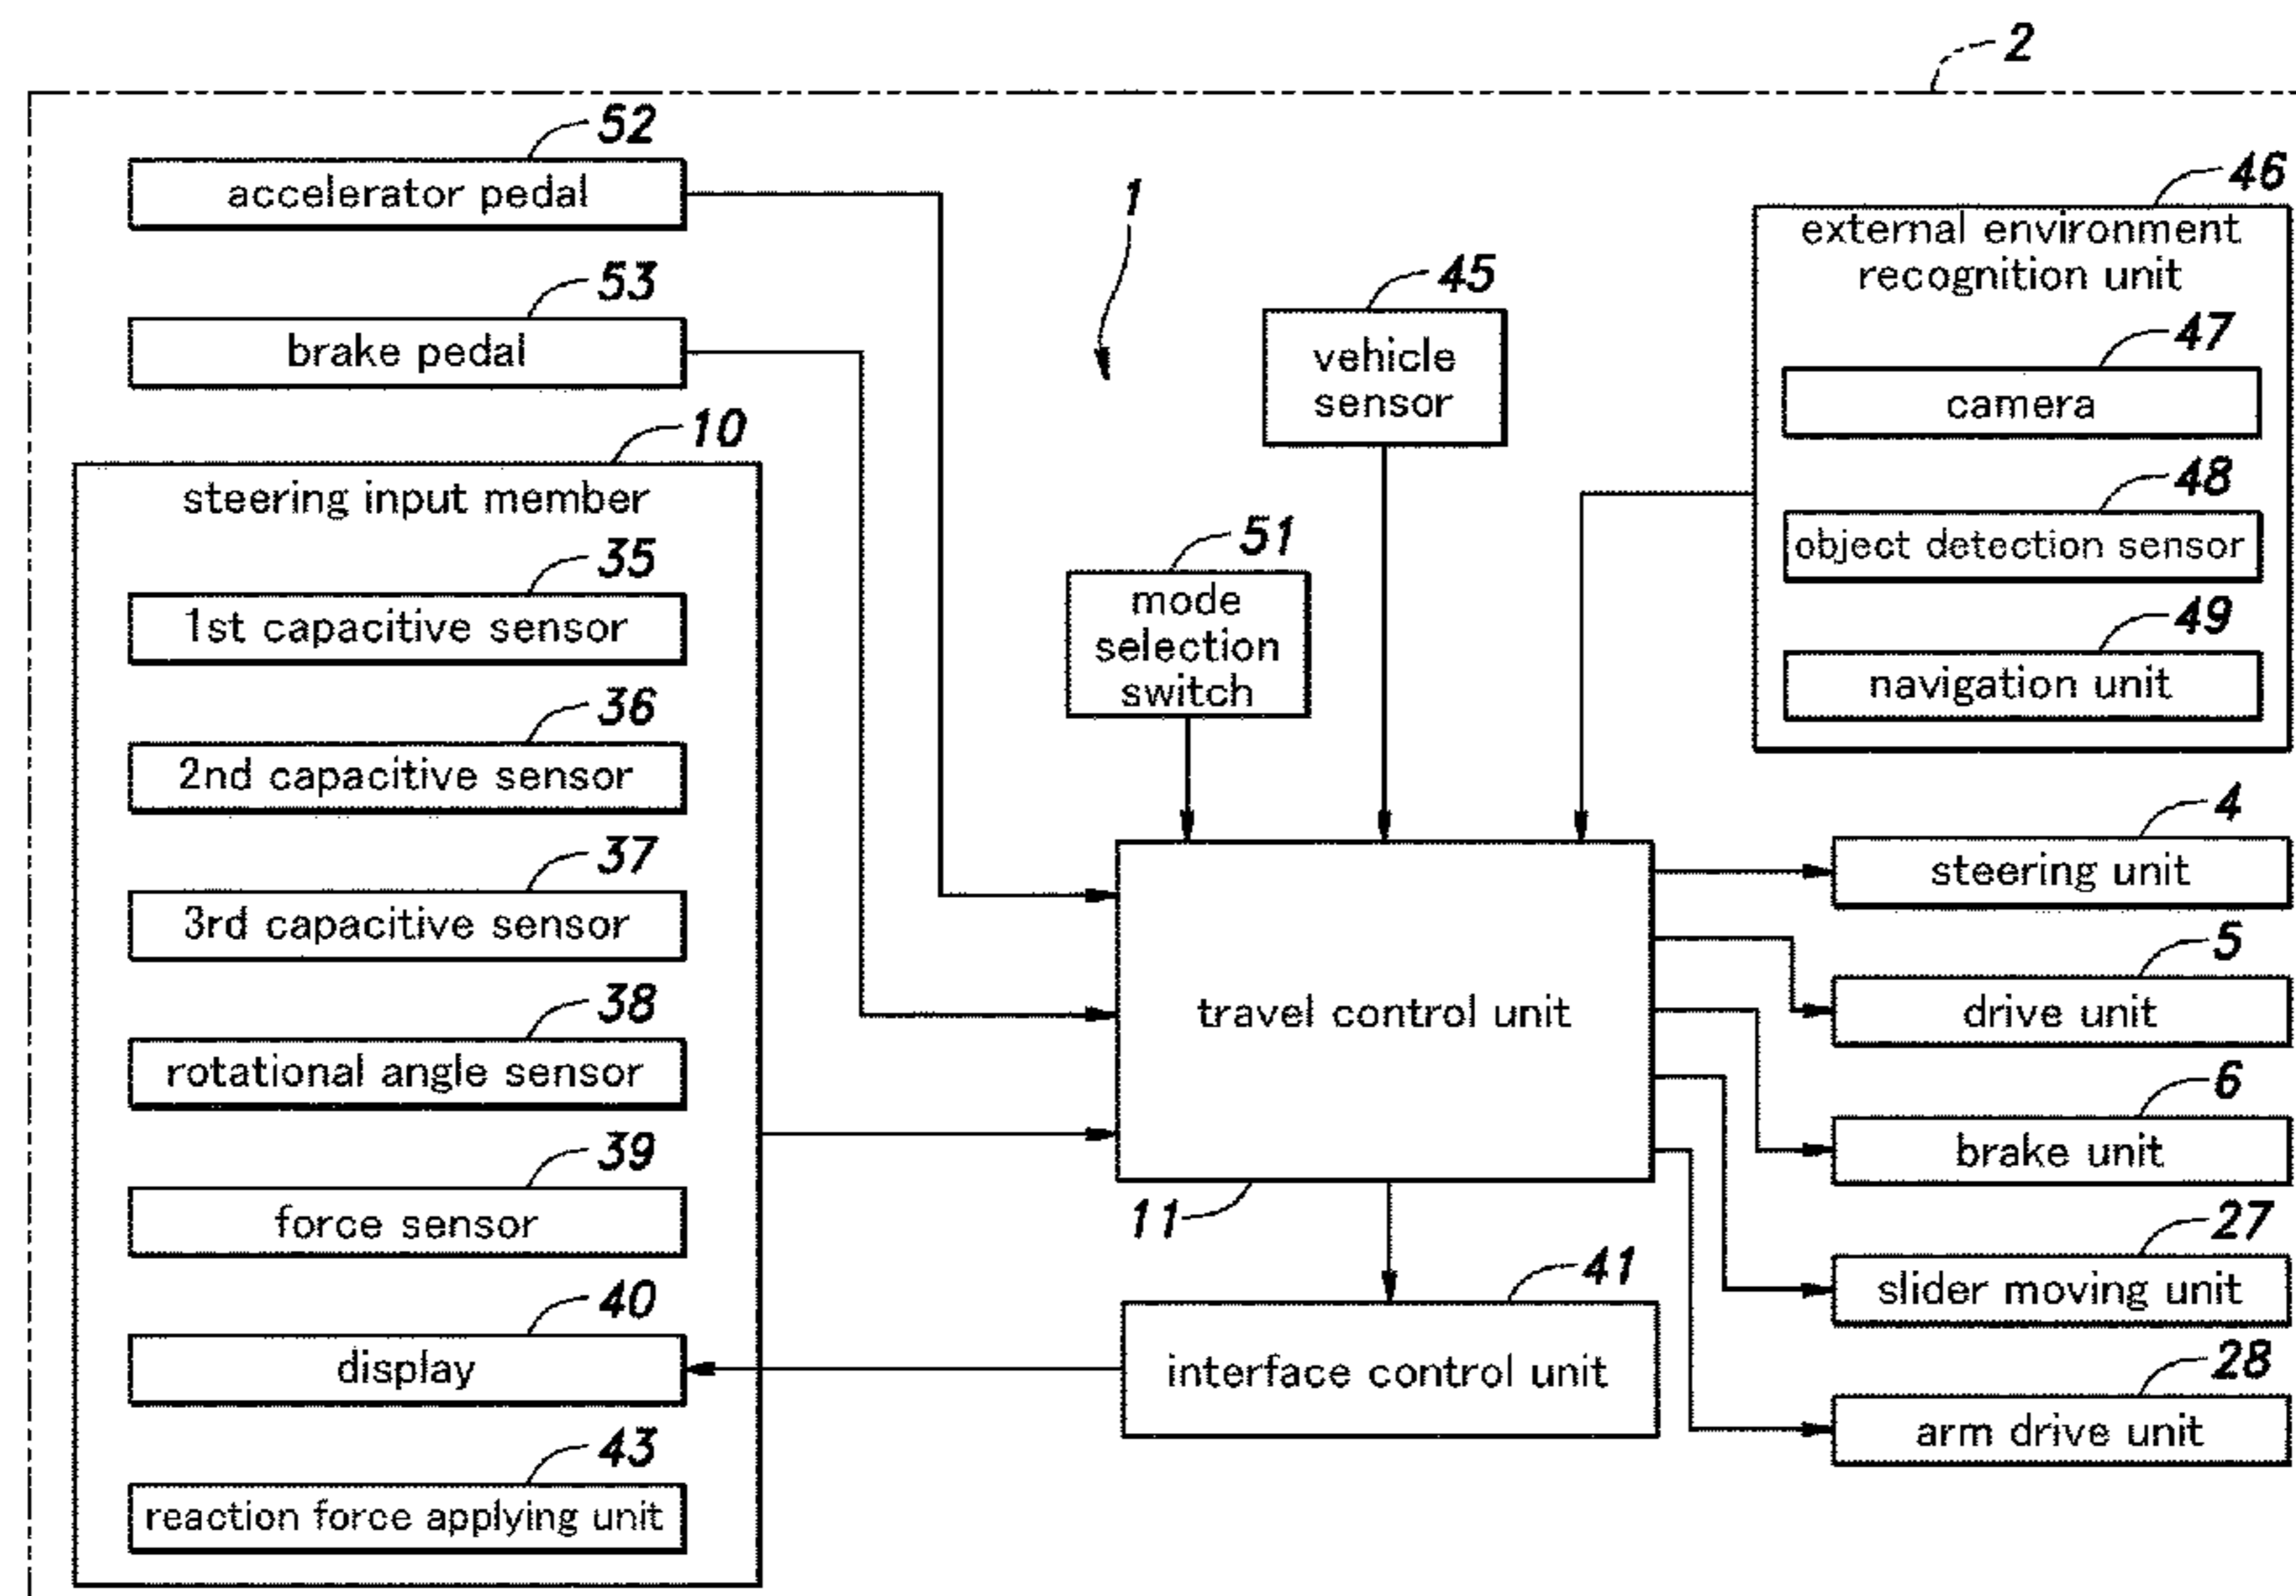 2
52
accelerator pedal
53
brake pedal
10
steering input member
35
1st capacitive sensor
36
2nd capacitive sensor
37
3rd capacitive sensor
38
rotational angle sensor
39
force sensor
40
display
43
reaction force applying unit
1
45
vehicle
sensor
51
mode
selection
switch
46
external environment
recognition unit
47
camera
48
object detection sensor
49
navigation unit
travel control unit
11
41
interface control unit
4
steering unit
5
drive unit
6
brake unit
27
slider moving unit
28
arm drive unit